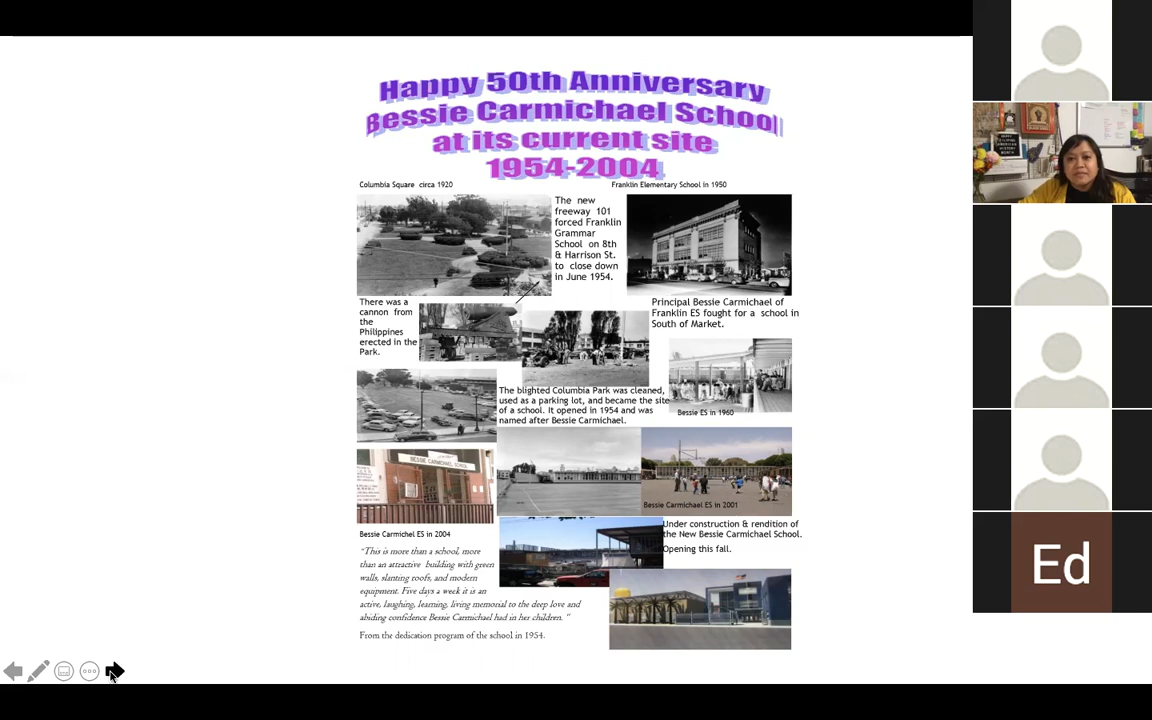 Happy 50th Anniversary
Bessie Carmichael School
at its current site
1954-2004
Columbia Square circa 1920
Franklin Elementary School in 1950
The new
freeway 101
forced Franklin
Grammar
School on 8th
& Harrison St.
to close down
in June 1954.
There was a
cannon from
the
Philippines
erected in the
Park.
Principal Bessie Carmichael of
Franklin ES fought for a school in
South of Market.
The blighted Columbia Park was cleaned,
used as a parking lot, and became the site
of a school. It opened in 1954 and was
named after Bessie Carmichael.
Bessie ES in 1960
BESSIE CARMICHAEL SCHOOL
Bessie Carmichael ES in 2001
Bessie Carmichel ES in 2004
Under construction & rendition of
the New Bessie Carmichael School.
Opening this fall.
"This is more than a school, more
than an attractive building with green
walls, slanting roofs, and modern
equipment. Five days a week it is an
active, laughing, learning, living memorial to the deep love and
abiding confidence Bessie Carmichael had in her children. "
From the dedication program of the school in 1954.
Ed